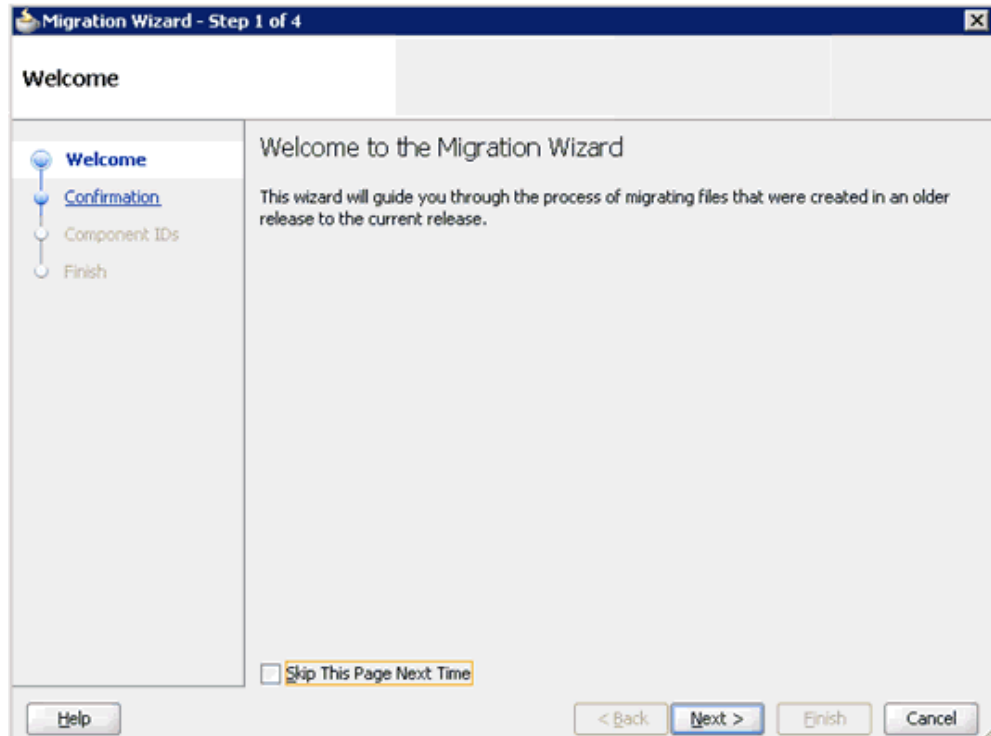 Migration Wizard - Step 1 of 4
Welcome
Welcome
Confirmation
Component IDs
Finish
Welcome to the Migration Wizard
This wizard will guide you through the process of migrating files that were created in an older
release to the current release.
Skip This Page Next Time
Help
< Back
Next >
Finish
Cancel